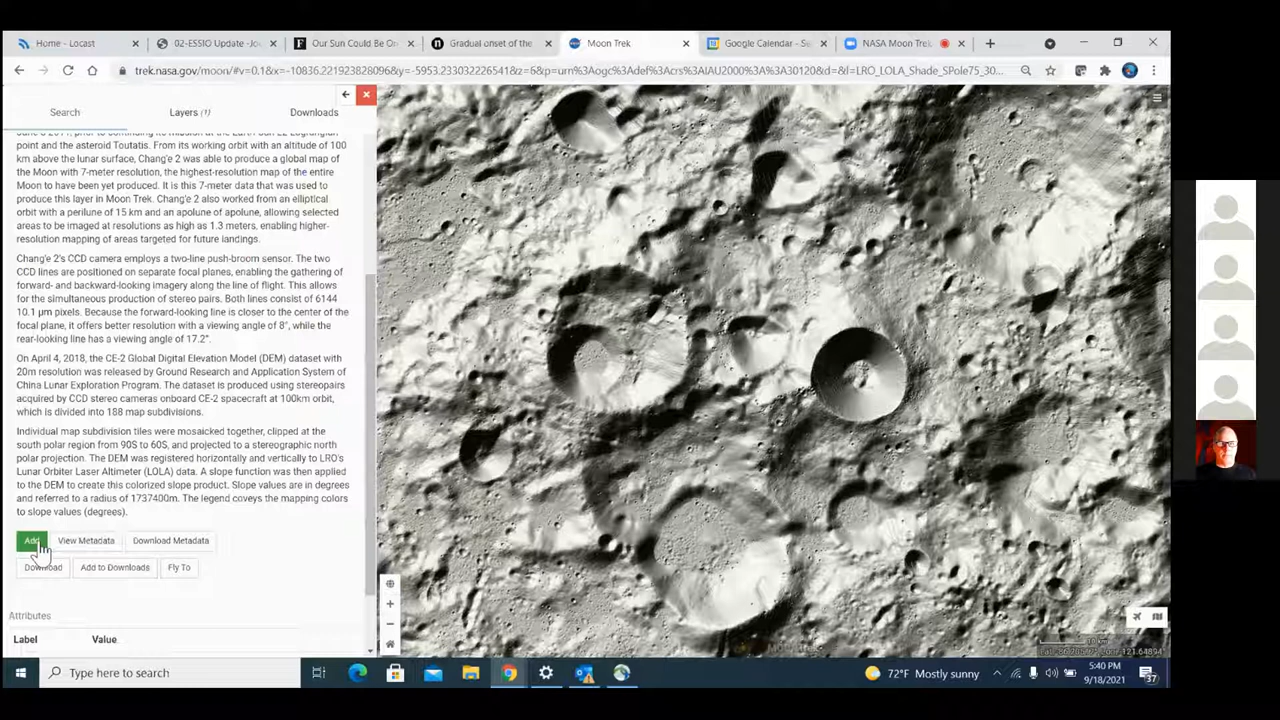 Home - Locast
02-ESSIO Update -Jo
Our Sun Could Be Or
Gradual onset of the
Moon Trek
Google Calendar - Se
NASA Moon Trek
trek.nasa.gov/moon/#v=0.1&x=-10836.221923828096&y=-5953.233032226541&z=6&p=urn%3Aogc%3Adef%3Acrs%3AIAU2000%3A%3A30120&d=&l=LRO_LOLA_Shade_SPole75_30...
Search
Layers (1)
Downloads
point and the asteroid Toutatis. From its working orbit with an altitude of 100
km above the lunar surface, Chang'e 2 was able to produce a global map of
the Moon with 7-meter resolution, the highest-resolution map of the entire
Moon to have been yet produced. It is this 7-meter data that was used to
produce this layer in Moon Trek. Chang'e 2 also worked from an elliptical
orbit with a perilune of 15 km and an apolune of apolune, allowing selected
areas to be imaged at resolutions as high as 1.3 meters, enabling higher-
resolution mapping of areas targeted for future landings.
Chang'e 2's CCD camera employs a two-line push-broom sensor. The two
CCD lines are positioned on separate focal planes, enabling the gathering of
forward- and backward-looking imagery along the line of flight. This allows
for the simultaneous production of stereo pairs. Both lines consist of 6144
10.1 μm pixels. Because the forward-looking line is closer to the center of the
focal plane, it offers better resolution with a viewing angle of 8°, while the
rear-looking line has a viewing angle of 17.2°.
On April 4, 2018, the CE-2 Global Digital Elevation Model (DEM) dataset with
20m resolution was released by Ground Research and Application System of
China Lunar Exploration Program. The dataset is produced using stereopairs
acquired by CCD stereo cameras onboard CE-2 spacecraft at 100km orbit,
which is divided into 188 map subdivisions.
Individual map subdivision tiles were mosaicked together, clipped at the
south polar region from 90S to 60S, and projected to a stereographic north
polar projection. The DEM was registered horizontally and vertically to LRO's
Lunar Orbiter Laser Altimeter (LOLA) data. A slope function was then applied
to the DEM to create this colorized slope product. Slope values are in degrees
and referred to a radius of 1737400m. The legend coveys the mapping colors
to slope values (degrees).
Add
View Metadata
Download Metadata
Download
Add to Downloads
Fly To
Attributes
Label
Value
10 km
Type here to search
72°F Mostly sunny
5:40 PM
9/18/2021
37